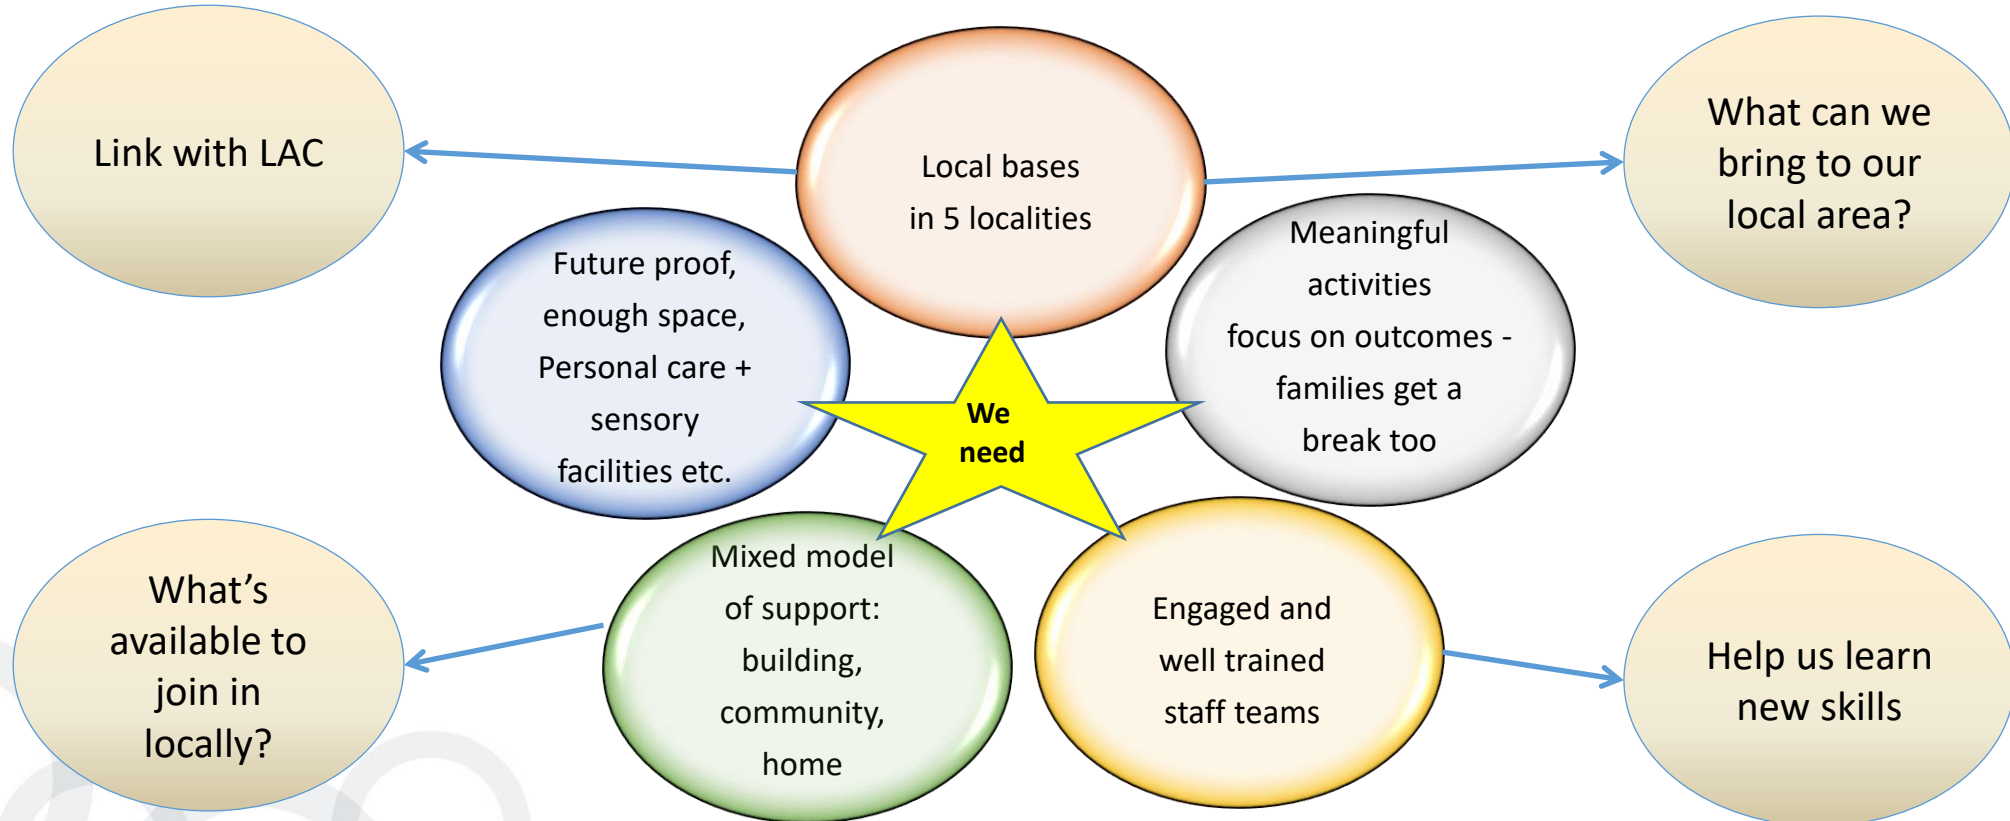 Link with LAC
Local bases
in 5 localities
What can we
bring to our
local area?
Future proof,
enough space,
Personal care +
sensory
facilities etc.
Meaningful
activities
focus on outcomes -
families get a
break too
We
need
What’s
available to
join in
locally?
Mixed model
of support:
building,
community,
home
Engaged and
well trained
staff teams
Help us learn
new skills